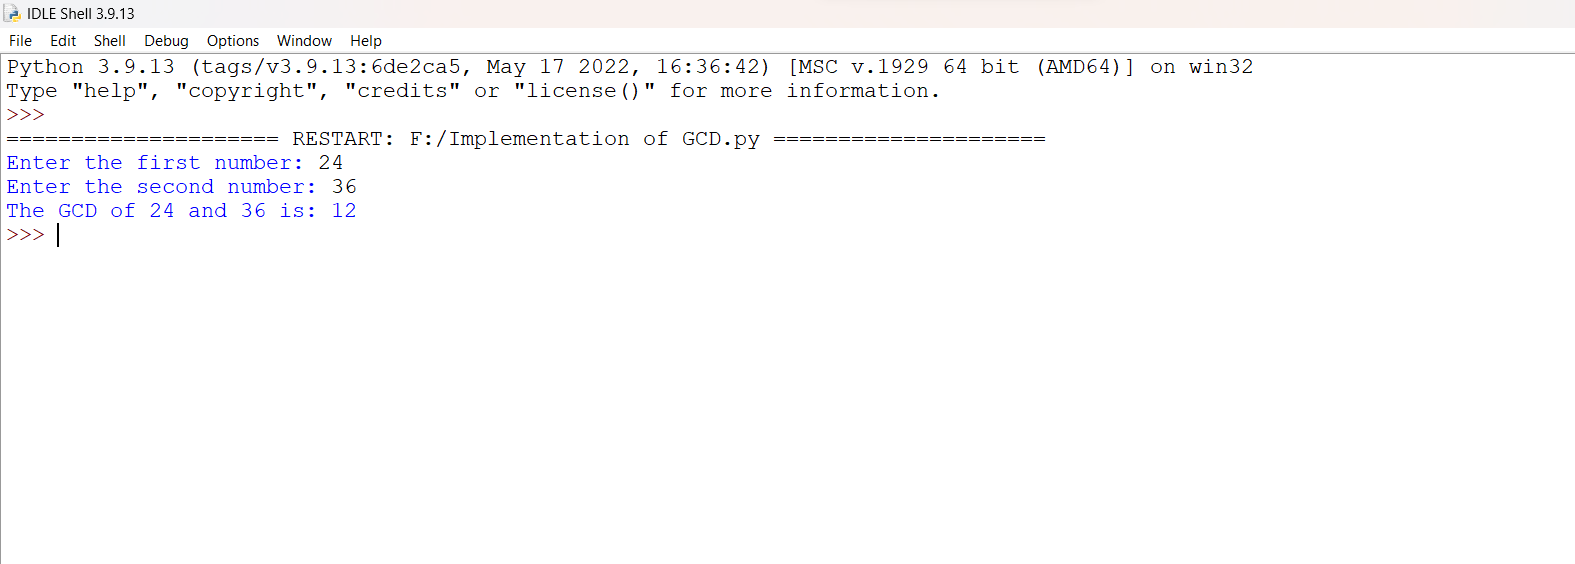 IDLE Shell 3.9.13
File Edit Shell Debug Options Window Help
Python 3.9.13 (tags/v3.9.13:6de2ca5, May 17 2022, 16:36:42) [MSC v.1929 64 bit (AMD64)] on win32
Type "help", "copyright", "credits" or "license()" for more information.
>>>
===================== RESTART: F:/Implementation of GCD.py =====================
Enter the first number: 24
Enter the second number: 36
The GCD of 24 and 36 is: 12
>>>